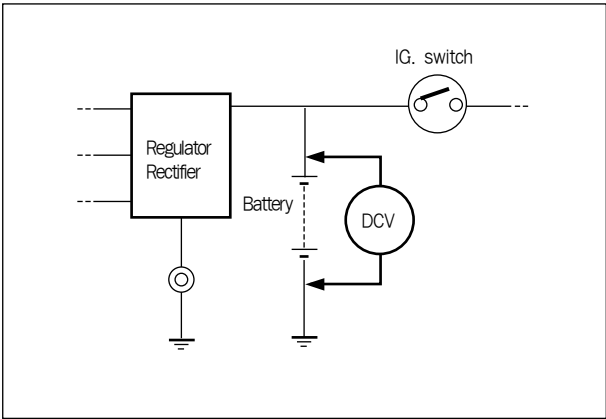 IG. switch
Regulator
Rectifier
Battery
DCV